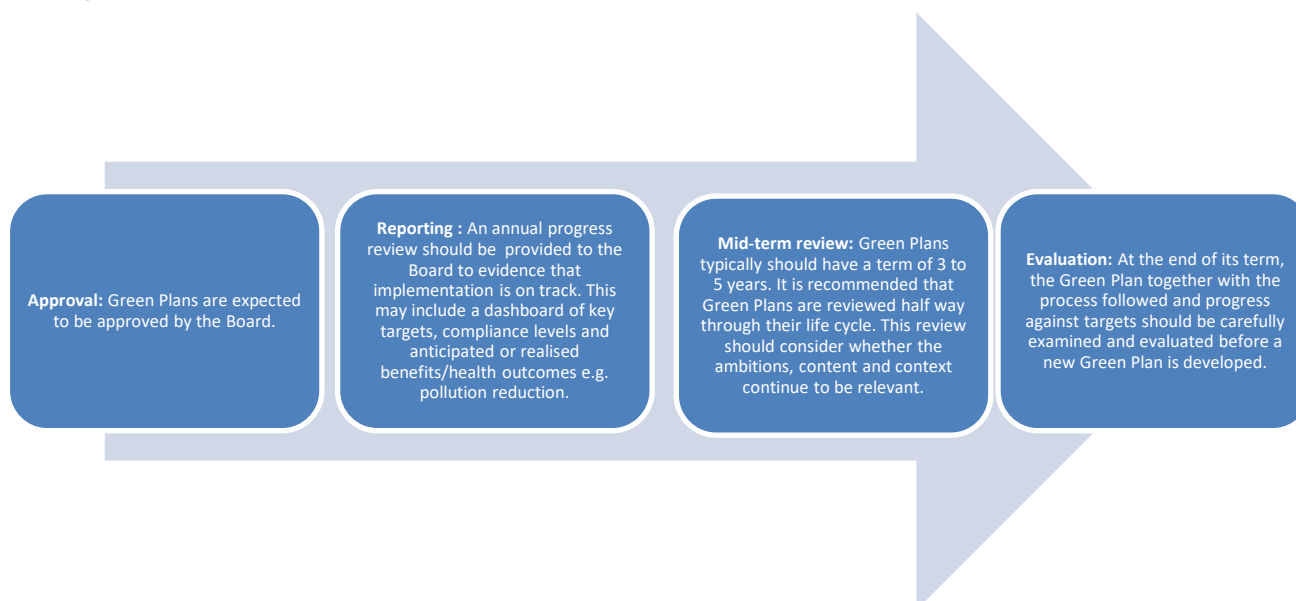 Approval: Green Plans are expected
to be approved by the Board.
Reporting : An annual progress
review should be provided to the
Board to evidence that
implementation is on track. This
may include a dashboard of key
targets, compliance levels and
anticipated or realised
benefits/health outcomes e.g.
pollution reduction.
Mid-term review: Green Plans
typically should have a term of 3 to
5 years. It is recommended that
Green Plans are reviewed half way
through their life cycle. This review
should consider whether the
ambitions, content and context
continue to be relevant.
Evaluation: At the end of its term,
the Green Plan together with the
process followed and progress
against targets should be carefully
examined and evaluated before a
new Green Plan is developed.